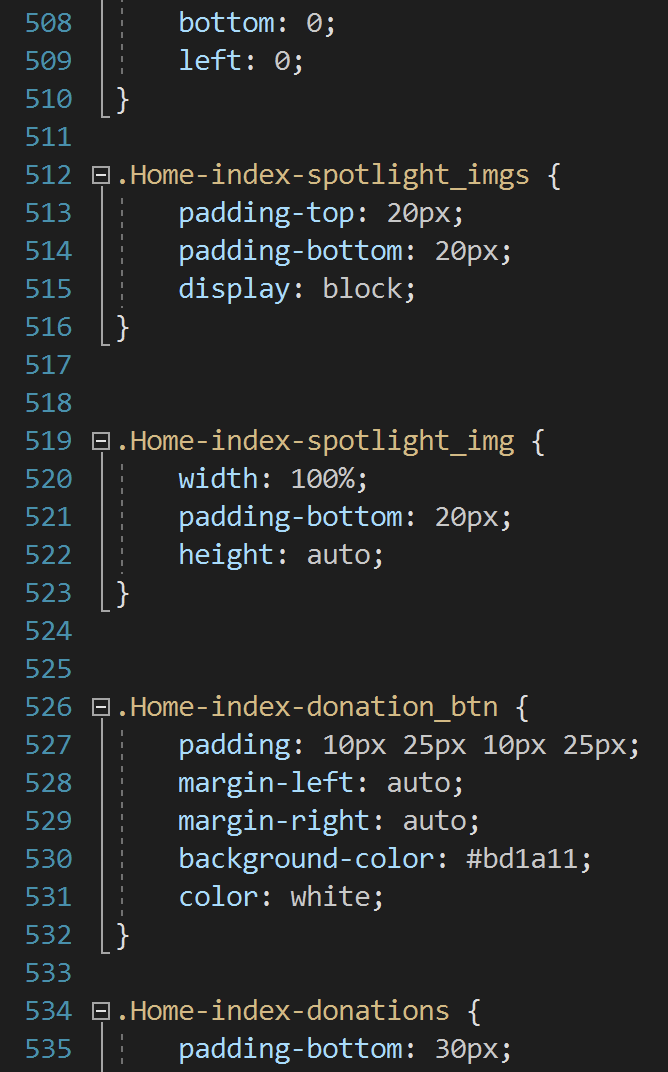 508 bottom: 0;
509 left: 0;
510 }
511
512 .Home-index-spotlight_imgs {
513 padding-top: 20px;
514 padding-bottom: 20px;
515 display: block;
516 }
517
518
519 .Home-index-spotlight_img {
520 width: 100%;
521 padding-bottom: 20px;
522 height: auto;
523 }
524
525
526 .Home-index-donation_btn {
527 padding: 10px 25px 10px 25px;
528 margin-left: auto;
529 margin-right: auto;
530 background-color: #bd1a11;
531 color: white;
532 }
533
534 .Home-index-donations {
535 padding-bottom: 30px;